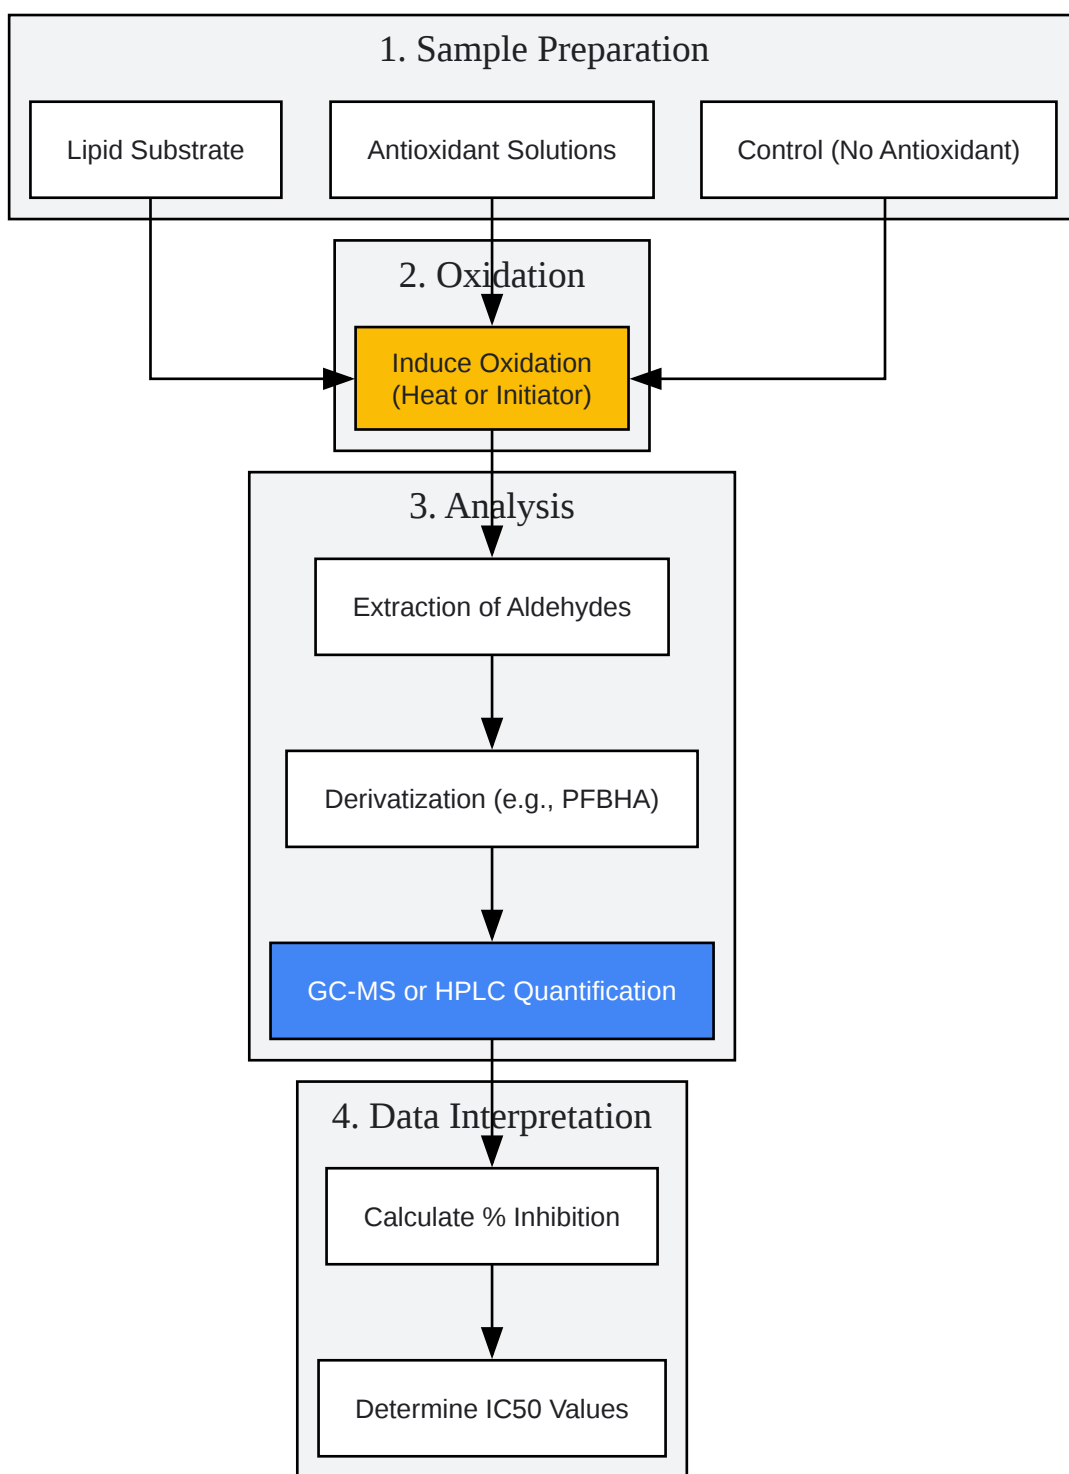 1. Sample Preparation
Lipid Substrate
Antioxidant Solutions
Control (No Antioxidant)
2. Oxidation
Induce Oxidation
(Heat or Initiator)
3. Analysis
Extraction of Aldehydes
Derivatization (e.g., PFBHA)
GC-MS or HPLC Quantification
4. Data Interpretation
Calculate % Inhibition
Determine IC50 Values